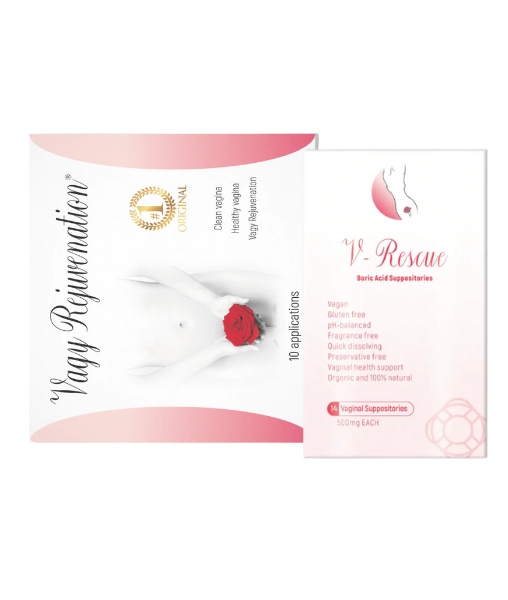 Vagy Rejuvenation®
#1
ORIGINAL
Clean vagina
Healthy vagina
Vagy Rejuvenation
10 applications
V-Rescue
Boric Acid Suppositories
Vegan
Gluten free
pH-balanced
Fragrance free
Quick dissolving
Preservative free
Vaginal health support
Organic and 100% natural
14 Vaginal Suppositories
500mg EACH